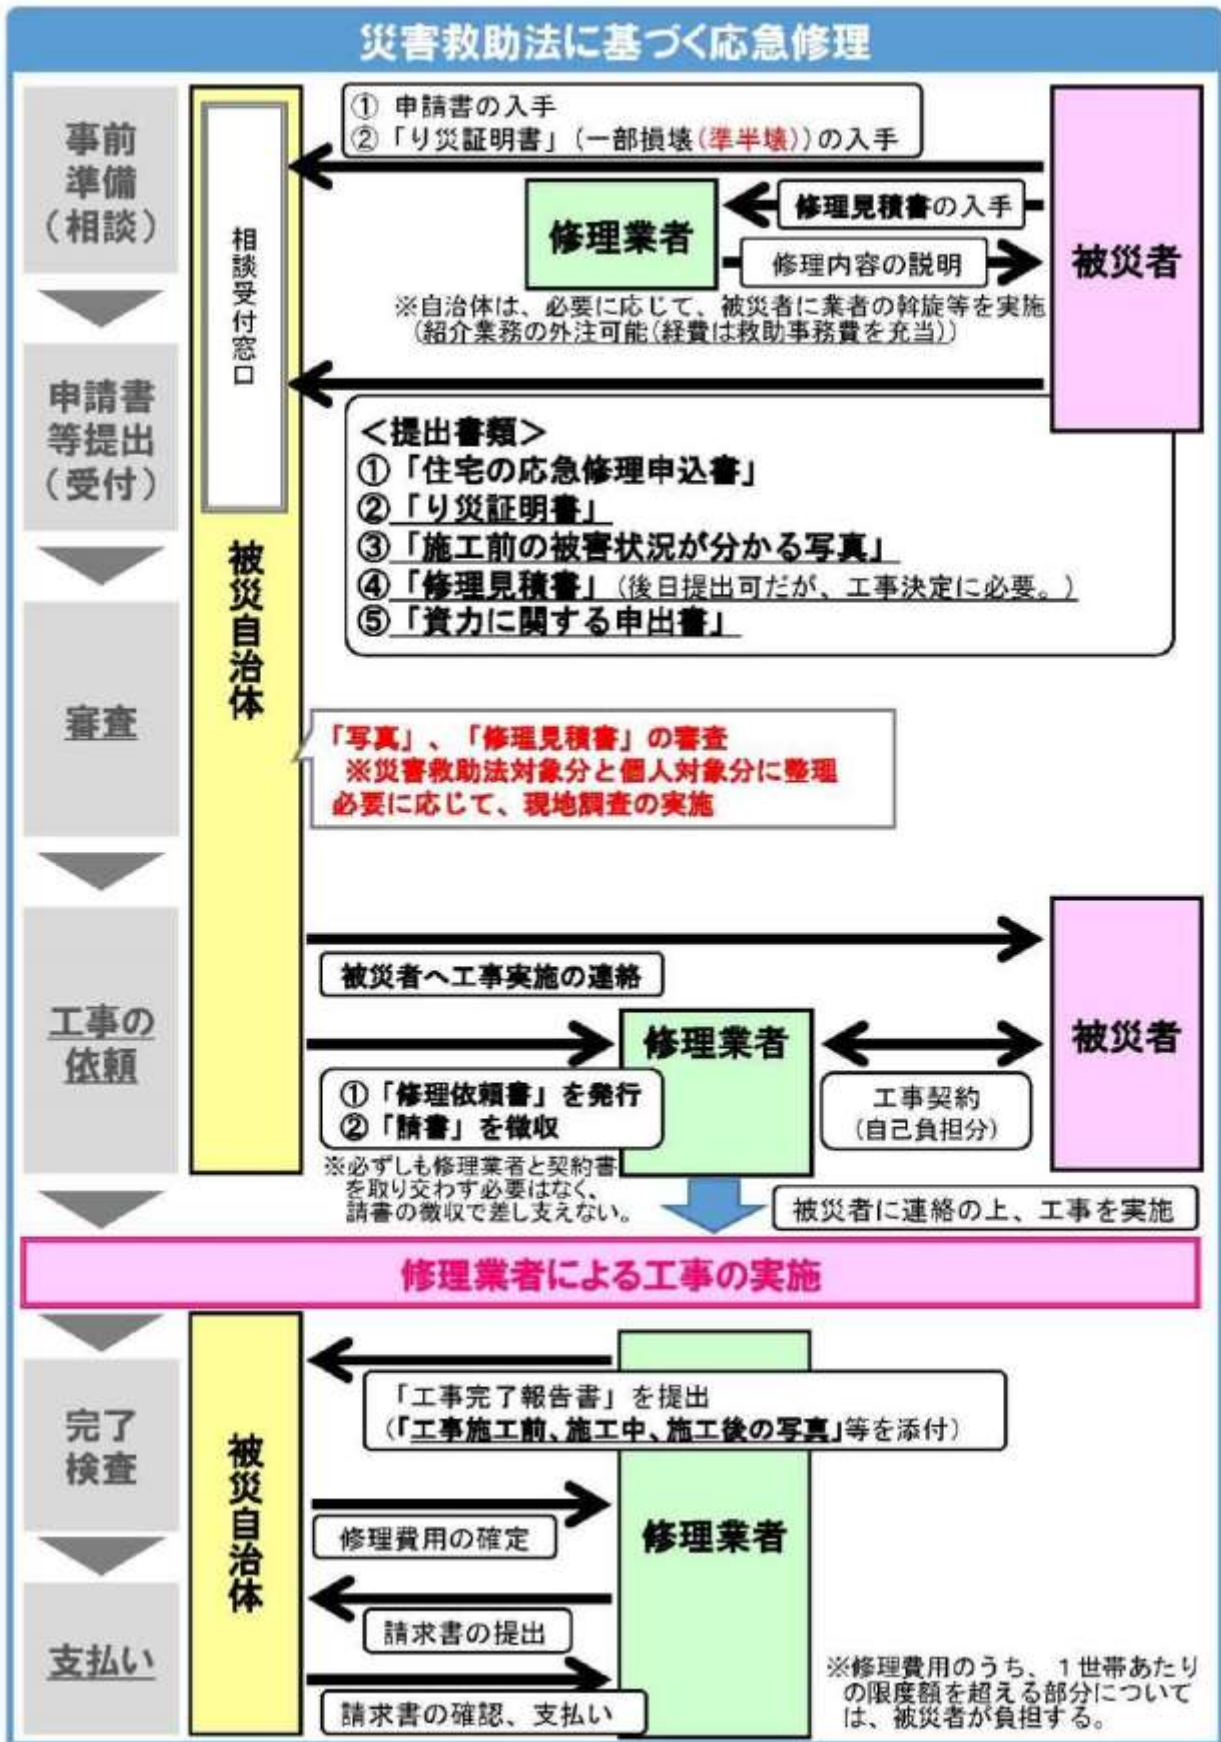 災害救助法に基づく応急修理
事前
準備
（相談）
① 申請書の入手
② 「り災証明書」（一部損壊(準半壊)）の入手
相談受付窓口
修理業者
修理見積書の入手
修理内容の説明
被災者
※自治体は、必要に応じて、被災者に業者の斡旋等を実施
（紹介業務の外注可能（経費は救助事務費を充当））
申請書
等提出
（受付）
＜提出書類＞
①「住宅の応急修理申込書」
②「り災証明書」
③「施工前の被害状況が分かる写真」
④「修理見積書」（後日提出可だが、工事決定に必要。）
⑤「資力に関する申出書」
被災自治体
審査
「写真」、「修理見積書」の審査
※災害救助法対象分と個人対象分に整理
必要に応じて、現地調査の実施
工事の
依頼
被災者へ工事実施の連絡
修理業者
被災者
①「修理依頼書」を発行
②「請書」を徴収
工事契約
（自己負担分）
※必ずしも修理業者と契約書
を取り交わす必要はなく、
請書の徴収で差し支えない。
被災者に連絡の上、工事を実施
修理業者による工事の実施
完了
検査
「工事完了報告書」を提出
（「工事施工前、施工中、施工後の写真」等を添付）
被災自治体
修理費用の確定
修理業者
請求書の提出
支払い
請求書の確認、支払い
※修理費用のうち、１世帯あたり
の限度額を超える部分について
は、被災者が負担する。